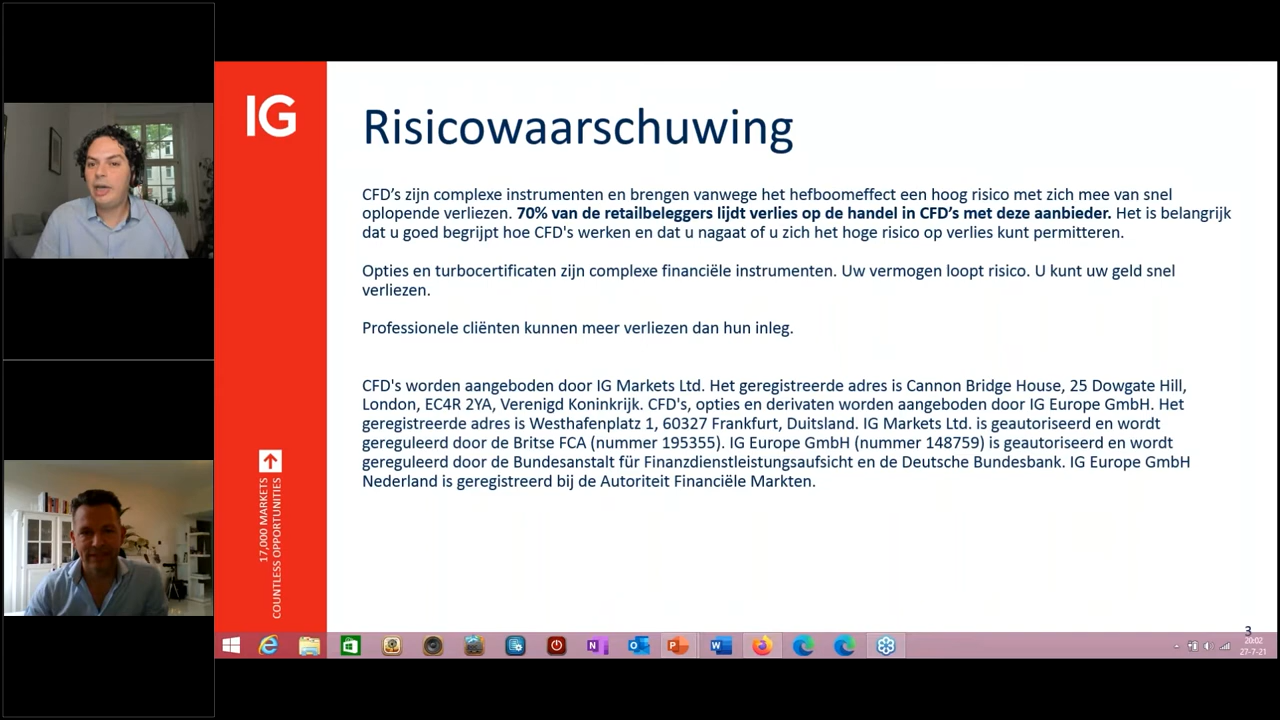 IG
Risicowaarschuwing
CFD’s zijn complexe instrumenten en brengen vanwege het hefboomeffect een hoog risico met zich mee van snel
oplopende verliezen. 70% van de retailbeleggers lijdt verlies op de handel in CFD’s met deze aanbieder. Het is belangrijk
dat u goed begrijpt hoe CFD's werken en dat u nagaat of u zich het hoge risico op verlies kunt permitteren.
Opties en turbocertificaten zijn complexe financiële instrumenten. Uw vermogen loopt risico. U kunt uw geld snel
verliezen.
Professionele cliënten kunnen meer verliezen dan hun inleg.
CFD's worden aangeboden door IG Markets Ltd. Het geregistreerde adres is Cannon Bridge House, 25 Dowgate Hill,
London, EC4R 2YA, Verenigd Koninkrijk. CFD's, opties en derivaten worden aangeboden door IG Europe GmbH. Het
geregistreerde adres is Westhafenplatz 1, 60327 Frankfurt, Duitsland. IG Markets Ltd. is geautoriseerd en wordt
gereguleerd door de Britse FCA (nummer 195355). IG Europe GmbH (nummer 148759) is geautoriseerd en wordt
gereguleerd door de Bundesanstalt für Finanzdienstleistungsaufsicht en de Deutsche Bundesbank. IG Europe GmbH
Nederland is geregistreerd bij de Autoriteit Financiële Markten.
17,000 MARKETS
COUNTLESS OPPORTUNITIES
3
20:02
27-7-21